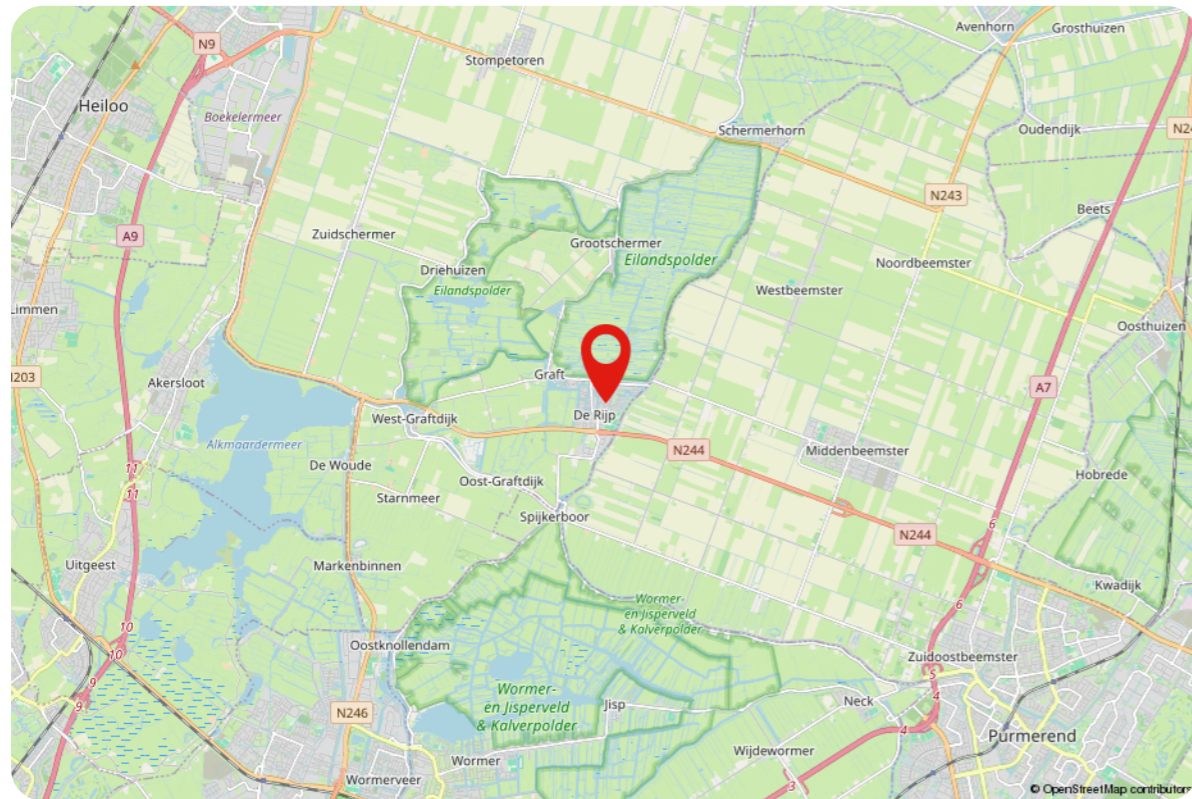 Avenhorn
Grosthuizen
N9
Stompetoren
Heiloo
Boekelermeer
Schermerhorn
Oudendijk
N24
N243
Beets
A9
Zuidschermer
Grootschermer
Eilandspolder
Noordbeemster
Driehuizen
Eilandspolder
Westbeemster
Limmen
Oosthuizen
N203
Graft
Akersloot
A7
De Rijp
West-Graftdijk
Alkmaardermeer
N244
Middenbeemster
De Woude
11
11
Hobrede
Oost-Graftdijk
Starnmeer
Spijkerboor
6
N244
Uitgeest
Markenbinnen
Kwadijk
Wormer-
en Jisperveld
& Kalverpolder
6
10
10
Oostknollendam
Zuidoostbeemster
5
9
9
Wormer-
en Jisperveld
& Kalverpolder
Jisp
4
Neck
N246
4
Purmerend
Wijdewormer
Wormer
Wormerveer
3
© OpenStreetMap contributors